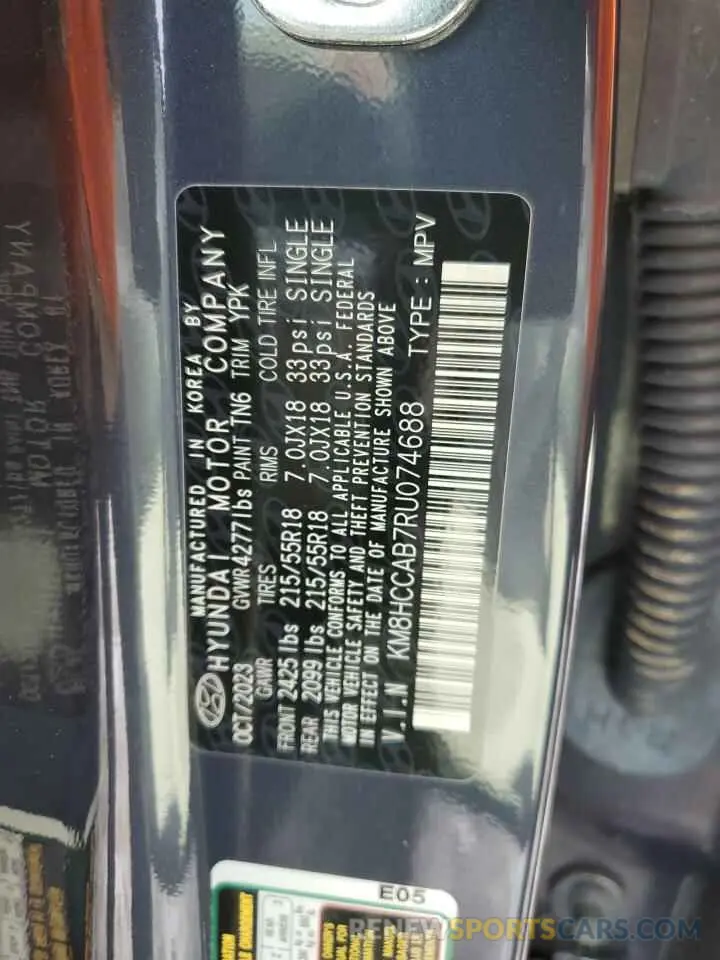 MANUFACTURED IN KOREA BY
HYUNDAI MOTOR COMPANY
OCT/2023 GVWR4277lbs PAINT TN6 TRIM YPK
GAWR TIRES RIMS COLD TIRE INFL
FRONT 2425 lbs 215/55R18 7.0JX18 33psi SINGLE
REAR 2099 lbs 215/55R18 7.0JX18 33psi SINGLE
THIS VEHICLE CONFORMS TO ALL APPLICABLE U.S.A. FEDERAL
MOTOR VEHICLE SAFETY AND THEFT PREVENTION STANDARDS
IN EFFECT ON THE DATE OF MANUFACTURE SHOWN ABOVE
V.I.N KM8HCCAB7RU074688 TYPE : MPV
E05
RENEWSPORTSCARS.COM